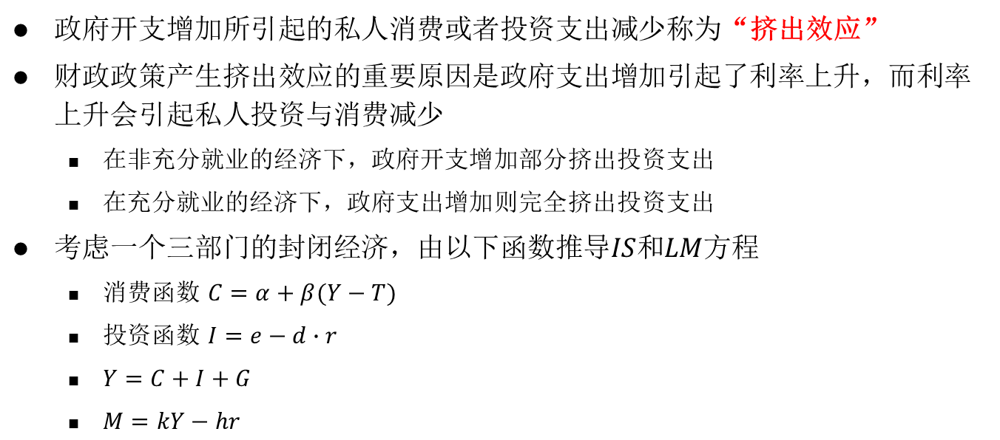 ● 政府开支增加所引起的私人消费或者投资支出减少称为“挤出效应”
● 财政政策产生挤出效应的重要原因是政府支出增加引起了利率上升，而利率
上升会引起私人投资与消费减少
■ 在非充分就业的经济下，政府开支增加部分挤出投资支出
■ 在充分就业的经济下，政府支出增加则完全挤出投资支出
● 考虑一个三部门的封闭经济，由以下函数推导IS和LM方程
■ 消费函数 C = α + β(Y − T)
■ 投资函数 I = e − d · r
■ Y = C + I + G
■ M = kY − hr